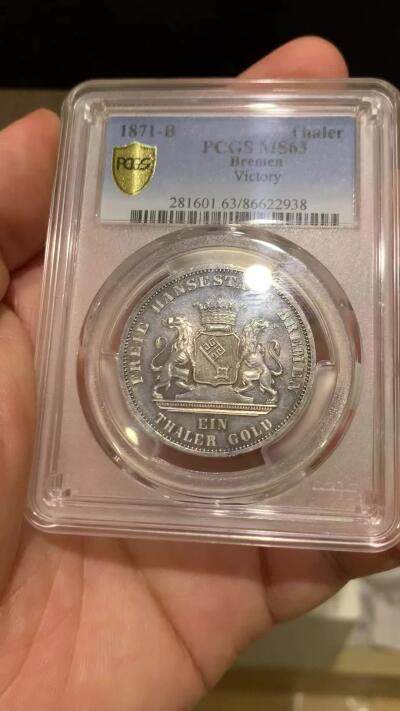 1871-B Thaler
PCGS MS63
Bremen
Victory
281601.63/86622938
PCGS
FREIE HANSESTADT BREMEN
EIN
THALER GOLD